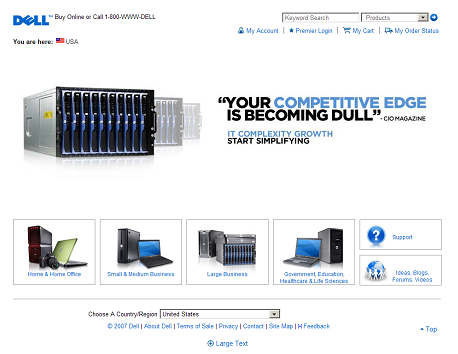 DELL™ Buy Online or Call 1-800-WWW-DELL
Keyword Search Products
My Account | Premier Login | My Cart | My Order Status
You are here: USA
“YOUR COMPETITIVE EDGE
IS BECOMING DULL” - CIO MAGAZINE
IT COMPLEXITY GROWTH
START SIMPLIFYING
Home & Home Office
Small & Medium Business
Large Business
Government, Education,
Healthcare & Life Sciences
Support
Ideas, Blogs,
Forums, Videos
Choose A Country/Region United States
© 2007 Dell | About Dell | Terms of Sale | Privacy | Contact | Site Map | Feedback
Top
Large Text